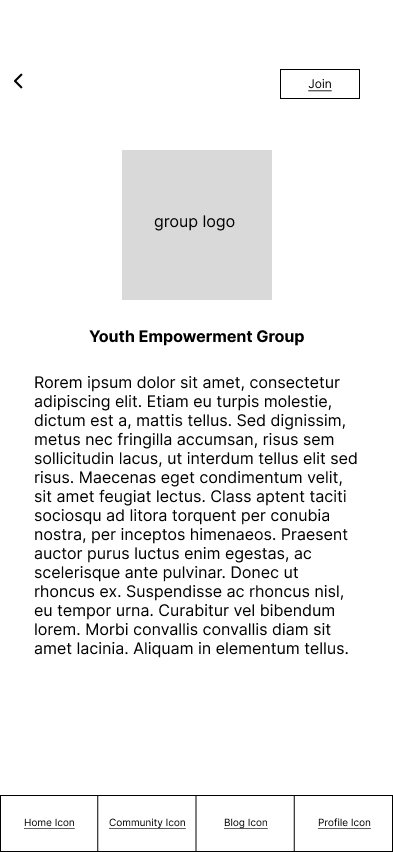 Join
group logo
Youth Empowerment Group
Rorem ipsum dolor sit amet, consectetur
adipiscing elit. Etiam eu turpis molestie,
dictum est a, mattis tellus. Sed dignissim,
metus nec fringilla accumsan, risus sem
sollicitudin lacus, ut interdum tellus elit sed
risus. Maecenas eget condimentum velit,
sit amet feugiat lectus. Class aptent taciti
sociosqu ad litora torquent per conubia
nostra, per inceptos himenaeos. Praesent
auctor purus luctus enim egestas, ac
scelerisque ante pulvinar. Donec ut
rhoncus ex. Suspendisse ac rhoncus nisl,
eu tempor urna. Curabitur vel bibendum
lorem. Morbi convallis convallis diam sit
amet lacinia. Aliquam in elementum tellus.
Home Icon
Community Icon
Blog Icon
Profile Icon